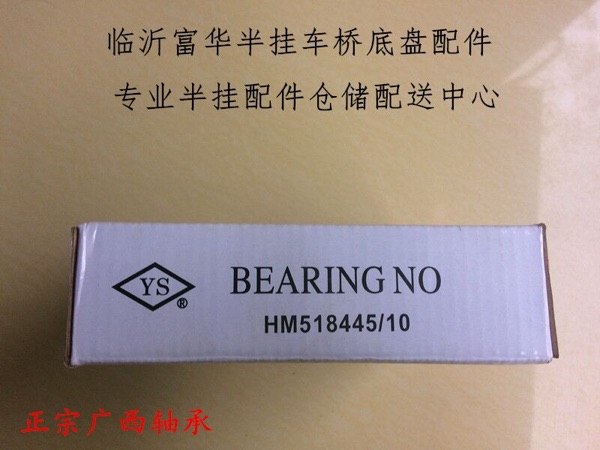 临沂富华半挂车桥底盘配件
专业半挂配件仓储配送中心
YS®
BEARING NO
HM518445/10
正宗广西轴承